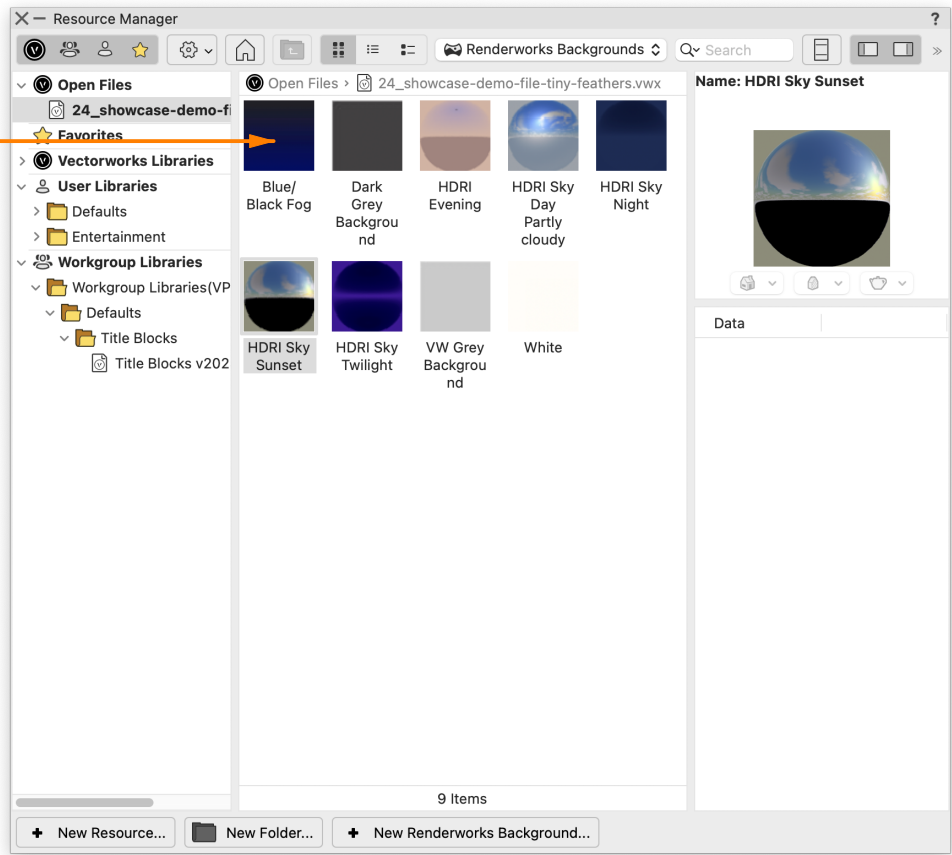 Resource Manager
?
Renderworks Backgrounds
Search
»
Open Files
24_showcase-demo-fi
Favorites
Vectorworks Libraries
User Libraries
Defaults
Entertainment
Workgroup Libraries
Workgroup Libraries(VP
Defaults
Title Blocks
Title Blocks v202
Open Files › 24_showcase-demo-file-tiny-feathers.vwx
Blue/
Black Fog
Dark
Grey
Backgrou
nd
HDRI
Evening
HDRI Sky
Day
Partly
cloudy
HDRI Sky
Night
HDRI Sky
Sunset
HDRI Sky
Twilight
VW Grey
Backgrou
nd
White
9 Items
Name: HDRI Sky Sunset
Data
+ New Resource...
New Folder...
+ New Renderworks Background...